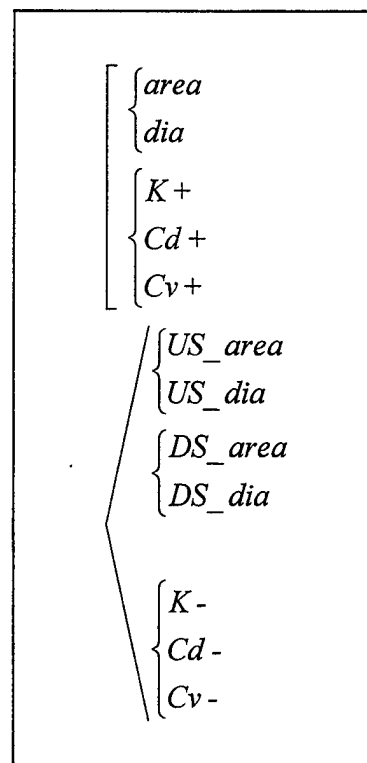 area
dia
K+
Cd+
Cv+
US_area
US_dia
DS_area
DS_dia
K-
Cd-
Cv-